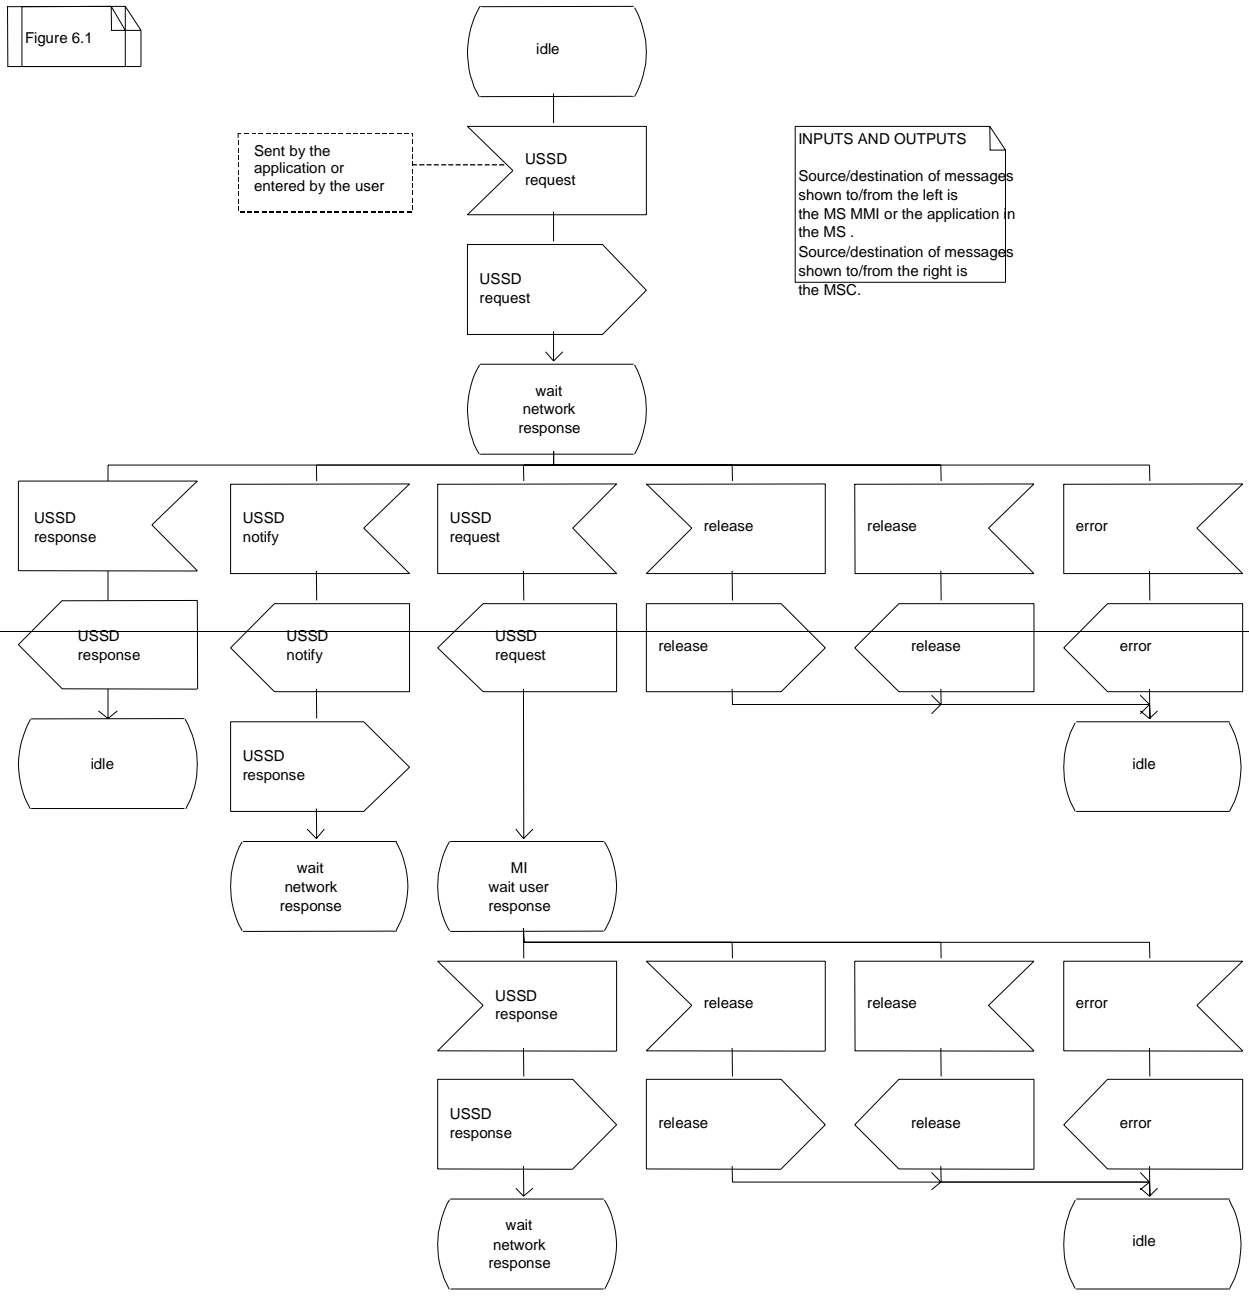 Figure 6.1
idle
Sent by the
application or
entered by the user
USSD
request
INPUTS AND OUTPUTS
Source/destination of messages
shown to/from the left is
the MS MMI or the application in
the MS .
Source/destination of messages
shown to/from the right is
the MSC.
USSD
request
wait
network
response
USSD
response
USSD
notify
USSD
request
release
release
error
USSD
response
USSD
notify
USSD
request
release
release
error
idle
USSD
response
idle
wait
network
response
MI
wait user
response
USSD
response
release
release
error
USSD
response
release
release
error
wait
network
response
idle